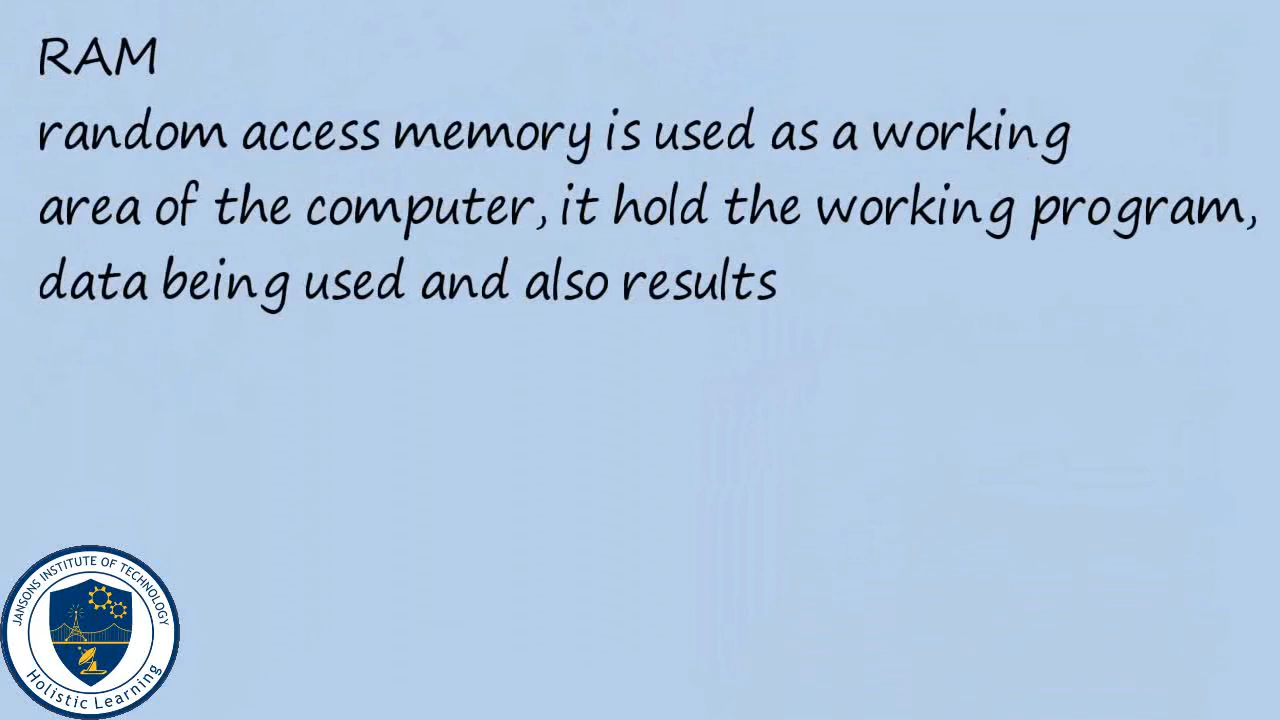 RAM
random access memory is used as a working
area of the computer, it hold the working program,
data being used and also results
JANSONS INSTITUTE OF TECHNOLOGY
Holistic Learning